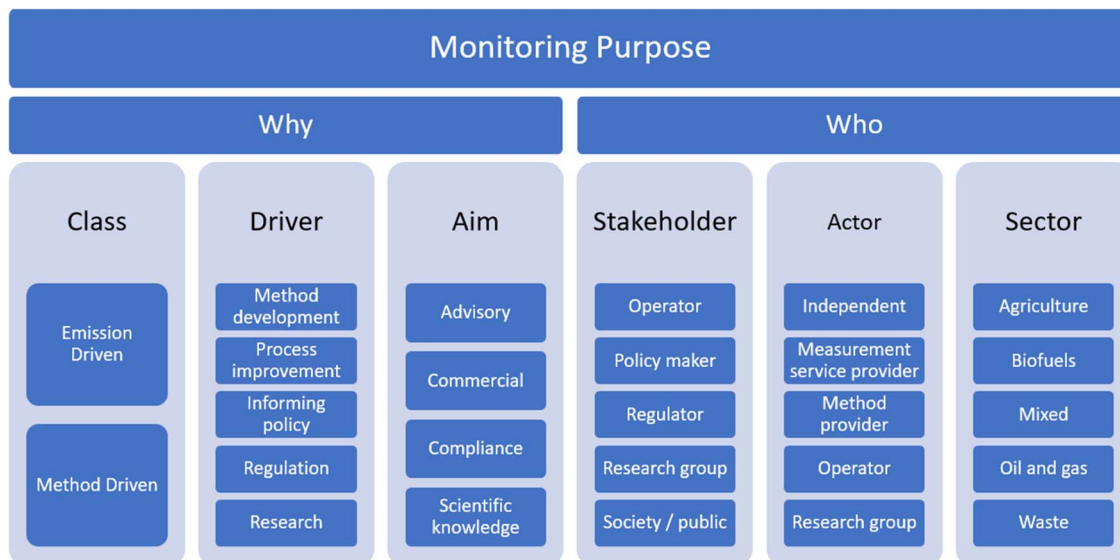 Monitoring Purpose
Why
Who
Class
Emission
Driven
Method Driven
Driver
Method
development
Process
improvement
Informing
policy
Regulation
Research
Aim
Advisory
Commercial
Compliance
Scientific
knowledge
Stakeholder
Operator
Policy maker
Regulator
Research group
Society / public
Actor
Independent
Measurement
service provider
Method
provider
Operator
Research group
Sector
Agriculture
Biofuels
Mixed
Oil and gas
Waste